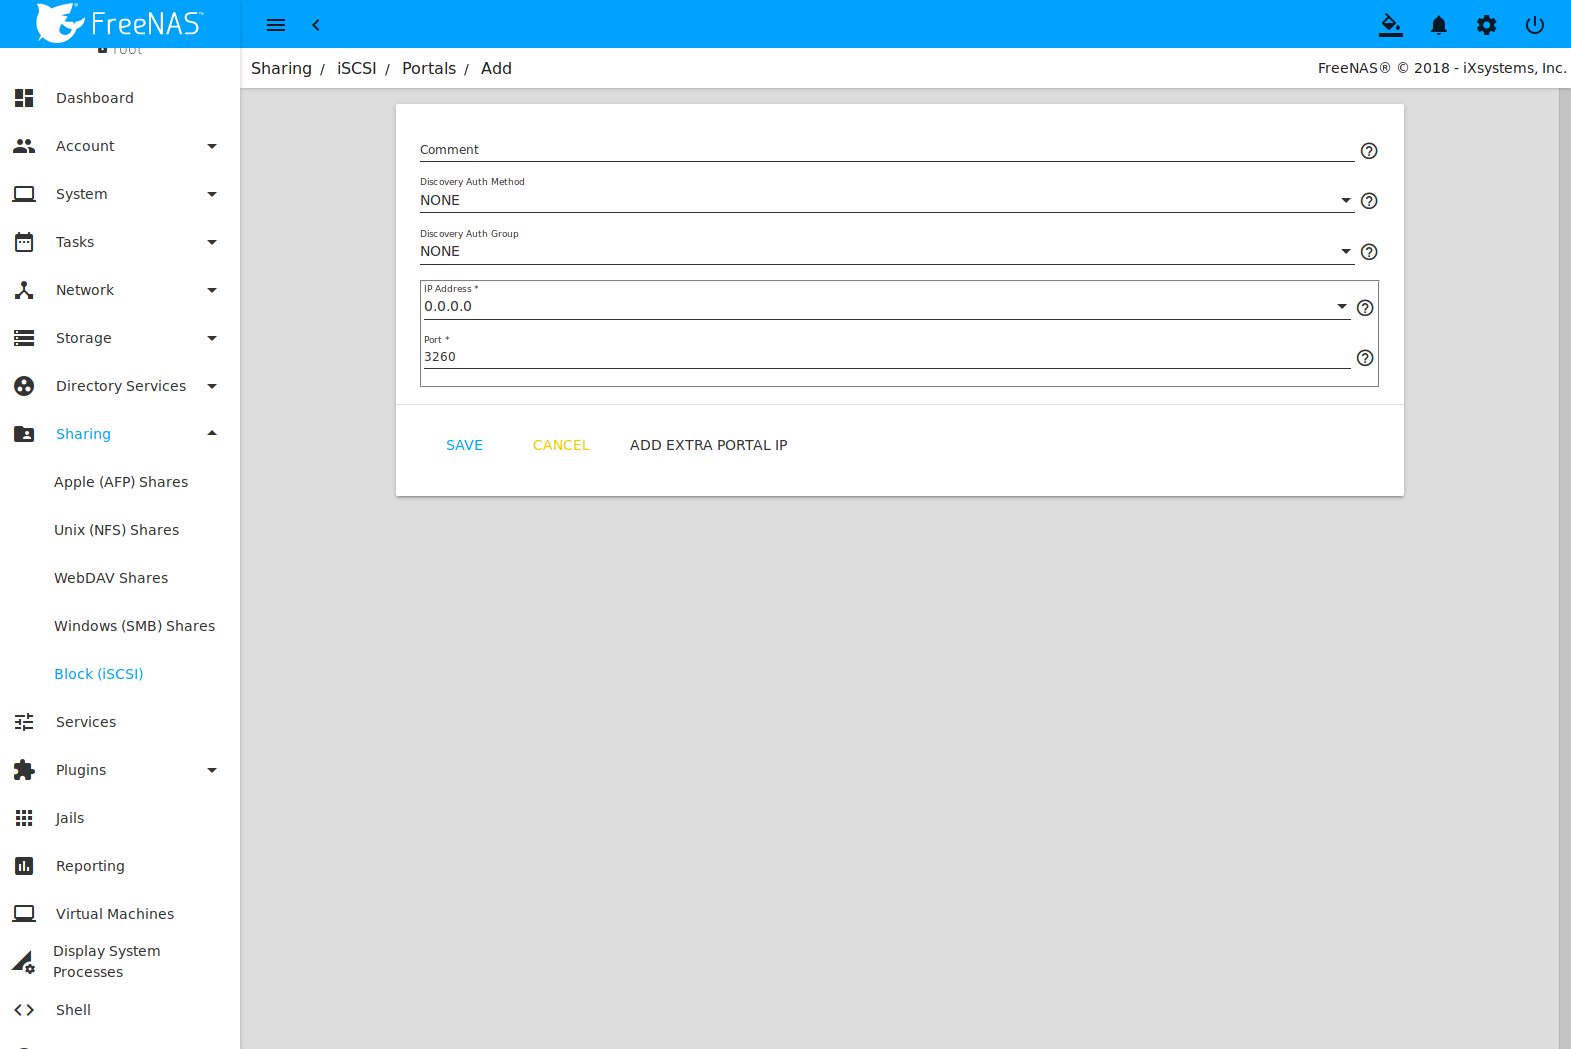 FreeNAS™
root
Dashboard
Account
System
Tasks
Network
Storage
Directory Services
Sharing
Apple (AFP) Shares
Unix (NFS) Shares
WebDAV Shares
Windows (SMB) Shares
Block (iSCSI)
Services
Plugins
Jails
Reporting
Virtual Machines
Display System
Processes
Shell
Sharing / iSCSI / Portals / Add
FreeNAS® © 2018 - iXsystems, Inc.
Comment
Discovery Auth Method
NONE
Discovery Auth Group
NONE
IP Address *
0.0.0.0
Port *
3260
SAVE CANCEL ADD EXTRA PORTAL IP